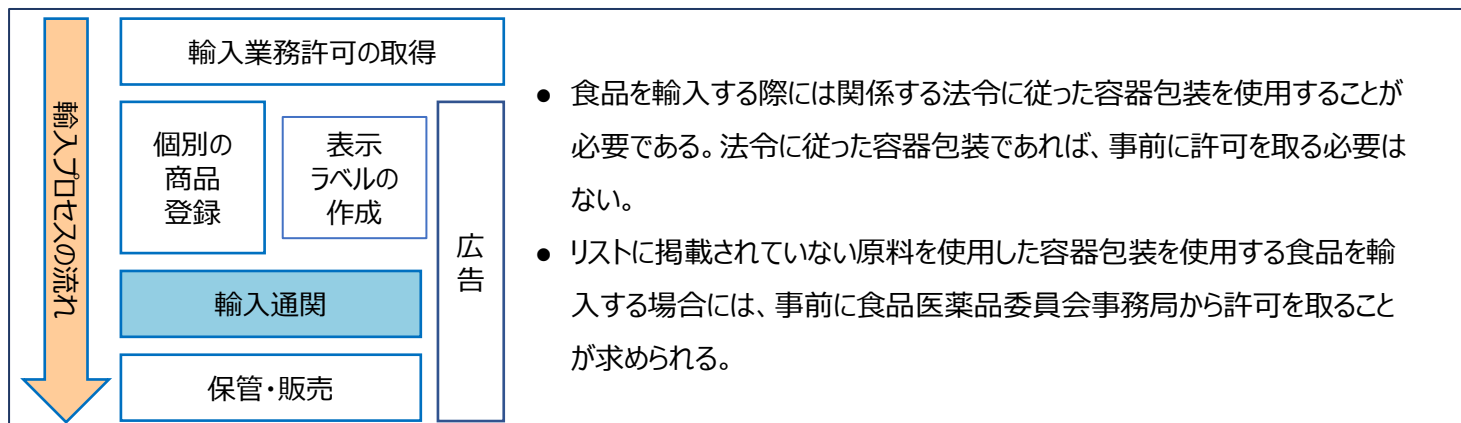 輸入プロセスの流れ
輸入業務許可の取得
個別の
商品
登録
表示
ラベルの
作成
広告
輸入通関
保管・販売
● 食品を輸入する際には関係する法令に従った容器包装を使用することが
必要である。法令に従った容器包装であれば、事前に許可を取る必要は
ない。
● リストに掲載されていない原料を使用した容器包装を使用する食品を輸
入する場合には、事前に食品医薬品委員会事務局から許可を取ること
が求められる。